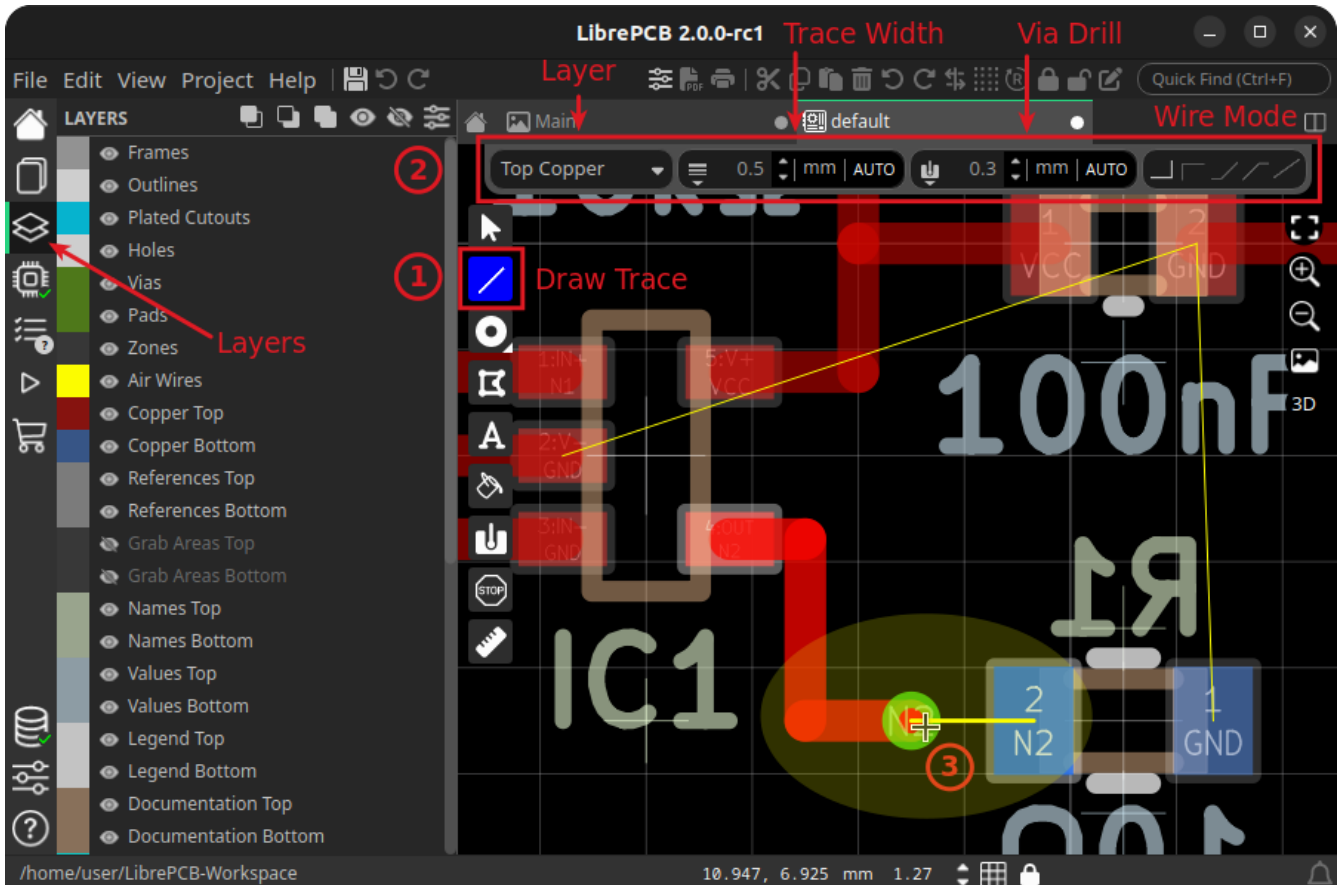 LibrePCB 2.0.0-rc1
Trace Width
Via Drill
File Edit View Project Help
Layer
PDF
R
Quick Find (Ctrl+F)
LAYERS
Main
default
Wire Mode
2
Top Copper
0.5 mm AUTO
0.3 mm AUTO
Frames
Outlines
Plated Cutouts
Holes
Vias
Pads
Zones
Air Wires
Copper Top
Copper Bottom
References Top
References Bottom
Grab Areas Top
Grab Areas Bottom
Names Top
Names Bottom
Values Top
Values Bottom
Legend Top
Legend Bottom
Documentation Top
Documentation Bottom
Layers
?
?
1
Draw Trace
A
STOP
3D
1
VCC
2
GND
1:IN+
N1
5:V+
VCC
2:V-
GND
3:IN-
GND
4:OUT
N2
100nF
R1
IC1
N2
2
N2
1
GND
3
/home/user/LibrePCB-Workspace
10.947, 6.925 mm 1.27